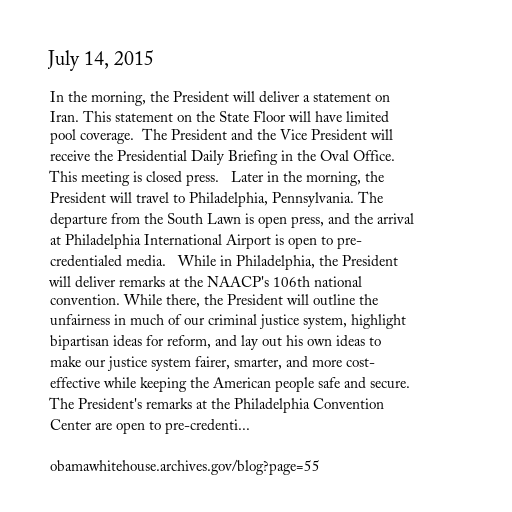 July 14, 2015
In the morning, the President will deliver a statement on
Iran. This statement on the State Floor will have limited
pool coverage.  The President and the Vice President will
receive the Presidential Daily Briefing in the Oval Office.
This meeting is closed press.   Later in the morning, the
President will travel to Philadelphia, Pennsylvania. The
departure from the South Lawn is open press, and the arrival
at Philadelphia International Airport is open to pre-
credentialed media.   While in Philadelphia, the President
will deliver remarks at the NAACP's 106th national
convention. While there, the President will outline the
unfairness in much of our criminal justice system, highlight
bipartisan ideas for reform, and lay out his own ideas to
make our justice system fairer, smarter, and more cost-
effective while keeping the American people safe and secure.
The President's remarks at the Philadelphia Convention
Center are open to pre-credenti...
obamawhitehouse.archives.gov/blog?page=55